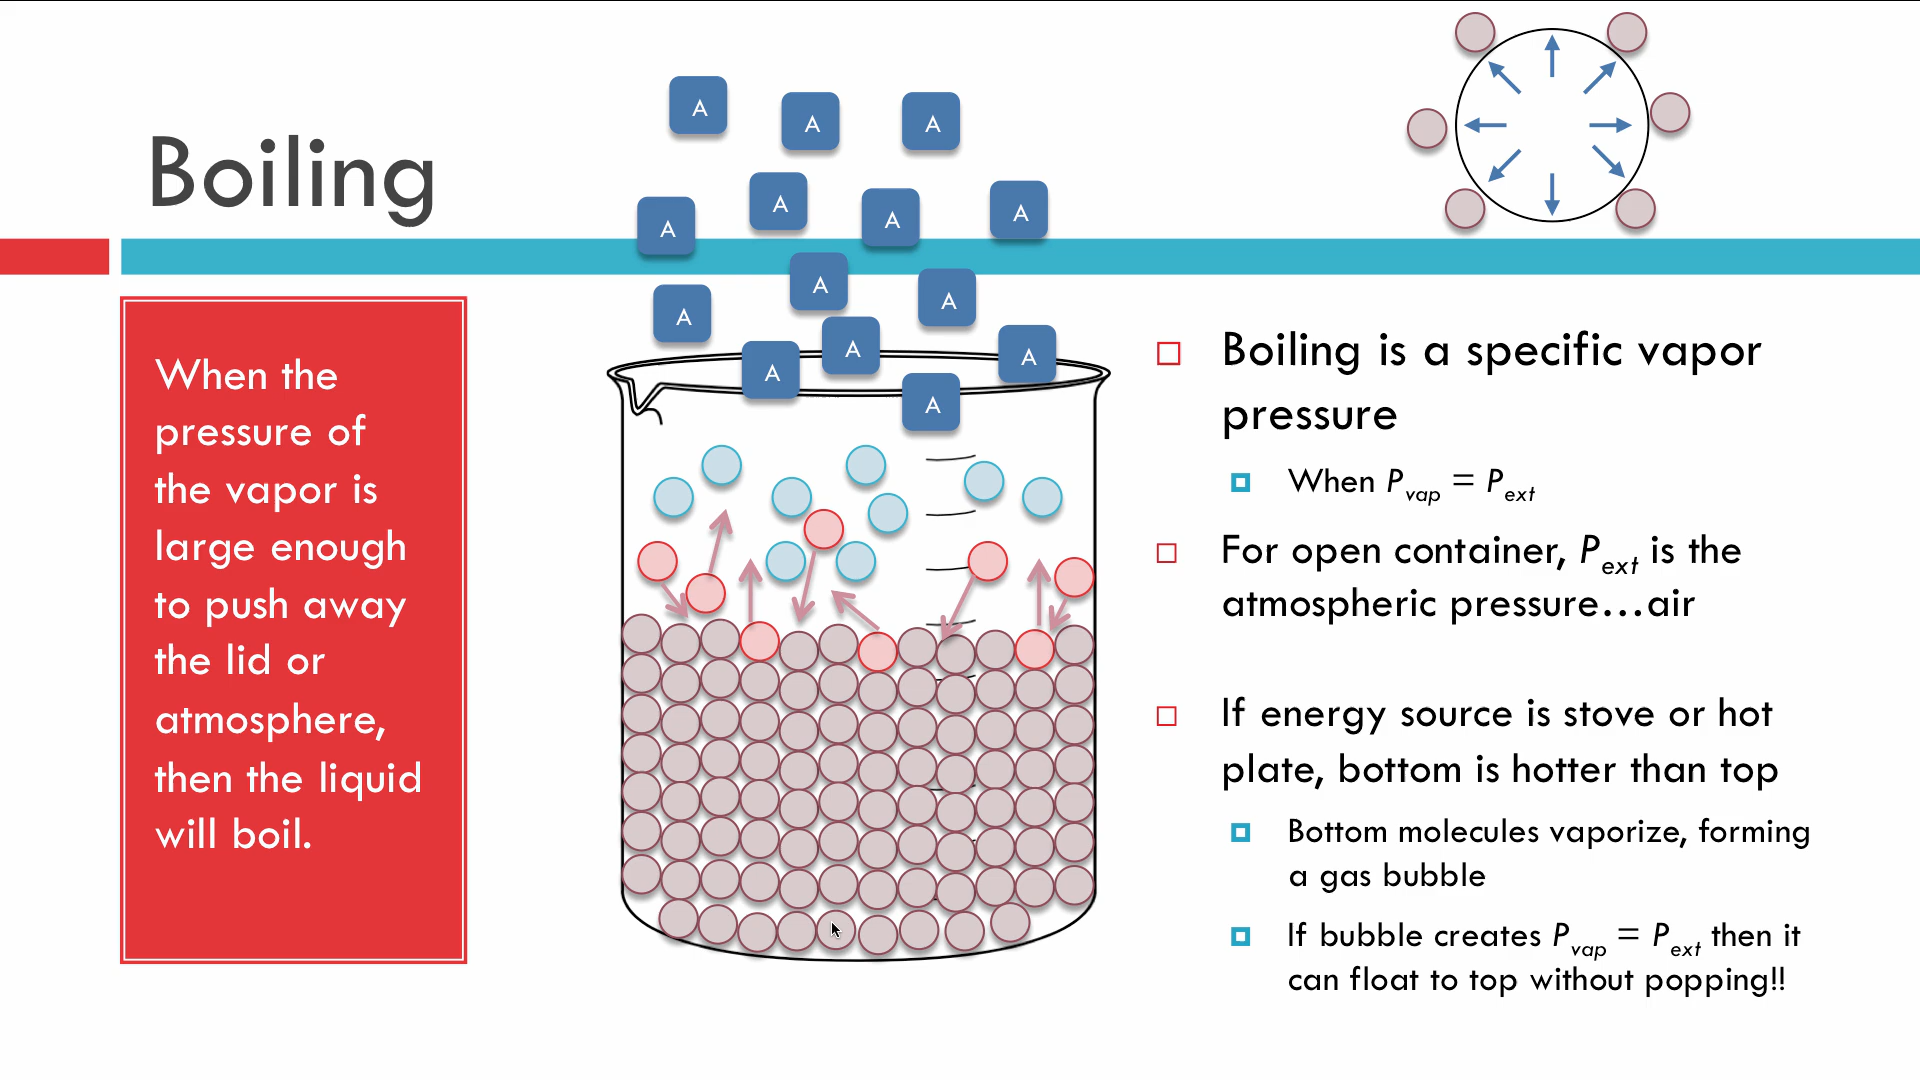 A
A
A
Boiling
A
A
A
A
A
A
A
A
A
A
A
When the
pressure of
the vapor is
large enough
to push away
the lid or
atmosphere,
then the liquid
will boil.
Boiling is a specific vapor
pressure
When Pvap = Pext
For open container, Pext is the
atmospheric pressure...air
If energy source is stove or hot
plate, bottom is hotter than top
Bottom molecules vaporize, forming
a gas bubble
If bubble creates Pvap = Pext then it
can float to top without popping!!